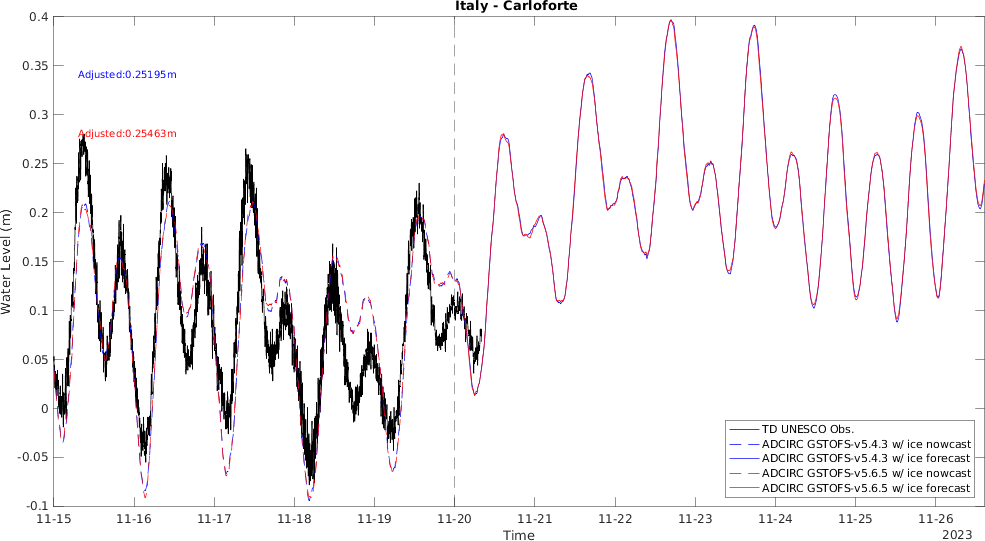 Italy - Carloforte
0.4
0.35
0.3
0.25
0.2
0.15
0.1
0.05
0
-0.05
-0.1
Water Level (m)
Adjusted:0.25195m
Adjusted:0.25463m
TD UNESCO Obs.
ADCIRC GSTOFS-v5.4.3 w/ ice nowcast
ADCIRC GSTOFS-v5.4.3 w/ ice forecast
ADCIRC GSTOFS-v5.6.5 w/ ice nowcast
ADCIRC GSTOFS-v5.6.5 w/ ice forecast
11-15 11-16 11-17 11-18 11-19 11-20 11-21 11-22 11-23 11-24 11-25 11-26
Time
2023